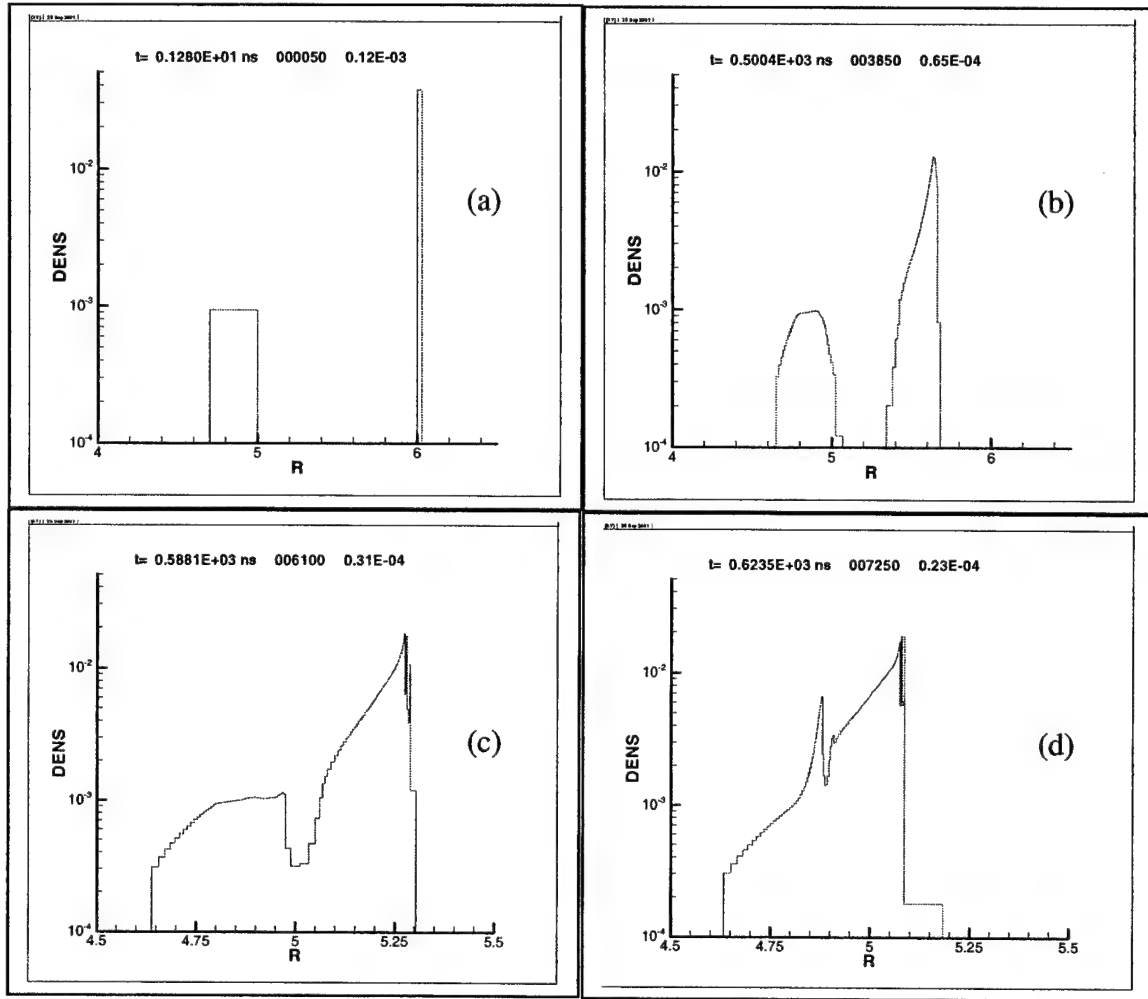 t= 0.1280E+01 ns 000050 0.12E-03
10-2
10-3
10-4
DENS
4 5 6
R
(a)
t= 0.5004E+03 ns 003850 0.65E-04
10-2
10-3
10-4
DENS
4 5 6
R
(b)
t= 0.5881E+03 ns 006100 0.31E-04
10-2
10-3
10-4
DENS
4.5 4.75 5 5.25 5.5
R
(c)
t= 0.6235E+03 ns 007250 0.23E-04
10-2
10-3
10-4
DENS
4.5 4.75 5 5.25 5.5
R
(d)